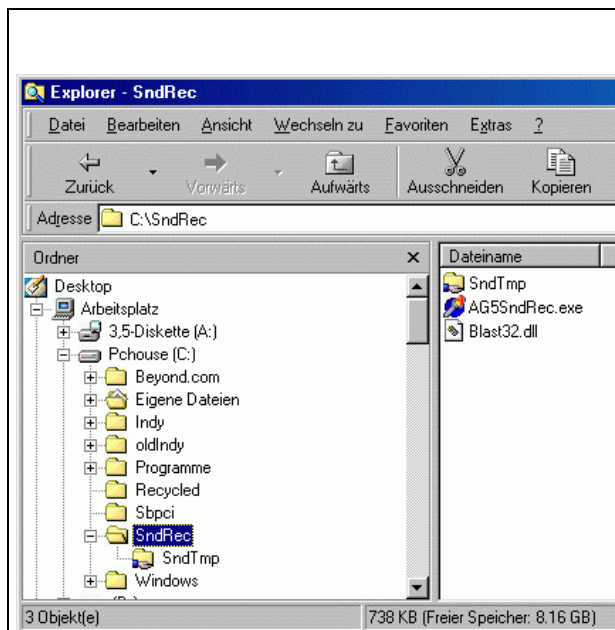 Explorer - SndRec
Datei Bearbeiten Ansicht Wechseln zu Favoriten Extras ?
Zurück Vorwärts Aufwärts Ausschneiden Kopieren
Adresse C:\SndRec
Ordner
Desktop
Arbeitsplatz
3,5-Diskette (A:)
Pchouse (C:)
Beyond.com
Eigene Dateien
Indy
oldIndy
Programme
Recycled
Sbpci
SndRec
SndTmp
Windows
Dateiname
SndTmp
AG5SndRec.exe
Blast32.dll
3 Objekt(e) 738 KB (Freier Speicher: 8.16 GB)